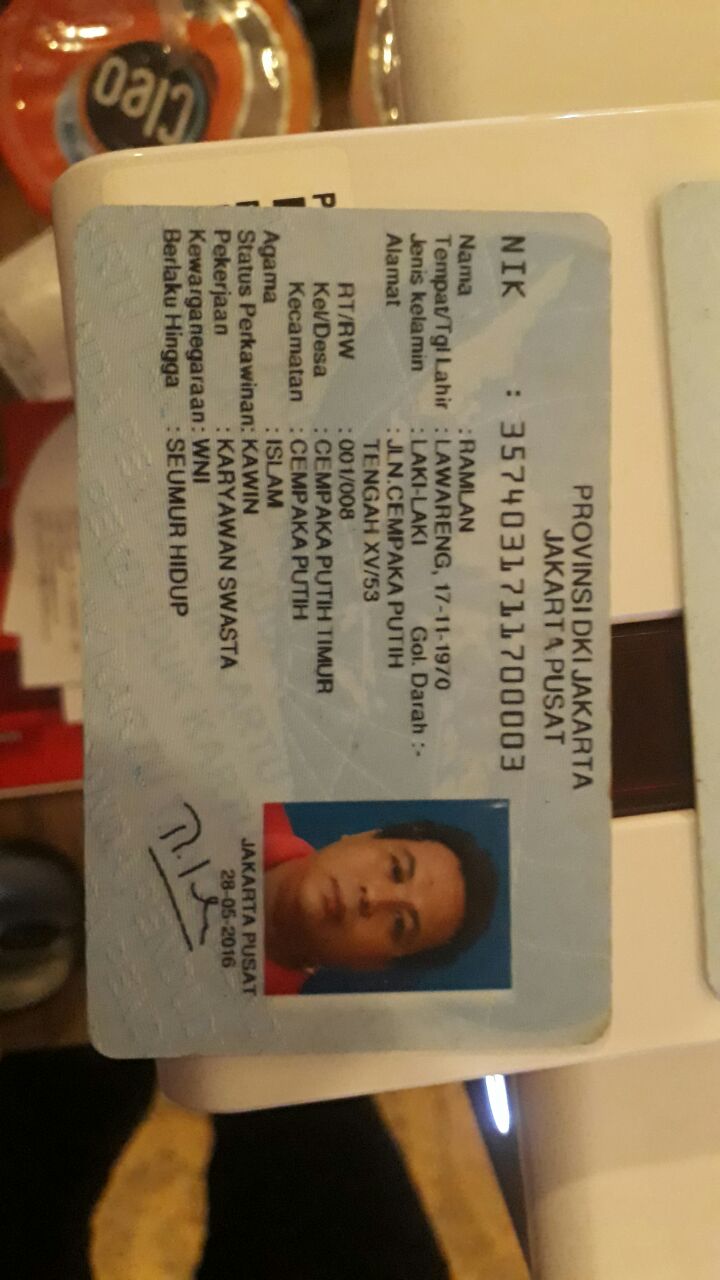 PROVINSI DKI JAKARTA
JAKARTA PUSAT
NIK : 3574031711700003
Nama : RAMLAN
Tempat/Tgl Lahir : LAWARENG, 17-11-1970
Jenis kelamin : LAKI-LAKI Gol. Darah :-
Alamat : JLN.CEMPAKA PUTIH
TENGAH XV/53
RT/RW : 001/008
Kel/Desa : CEMPAKA PUTIH TIMUR
Kecamatan : CEMPAKA PUTIH
Agama : ISLAM
Status Perkawinan: KAWIN
Pekerjaan : KARYAWAN SWASTA
Kewarganegaraan: WNI
Berlaku Hingga : SEUMUR HIDUP
JAKARTA PUSAT
28-05-2016
Cleo